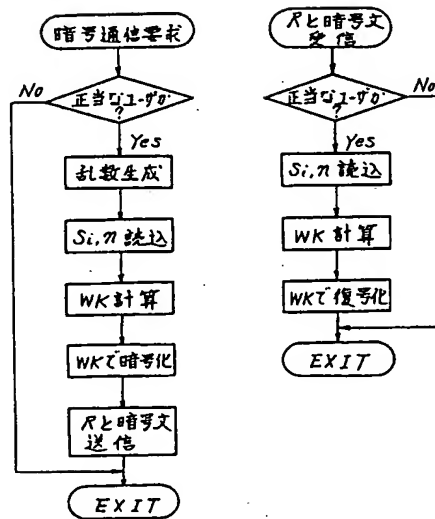 暗号通信要求
正当なユーザか
?
No
Yes
乱数生成
Si,n 読込
WK計算
WKで暗号化
Rと暗号文
送信
EXIT
Rと暗号文
受信
正当なユーザか
?
No
Yes
Si,n 読込
WK 計算
WKで復号化
EXIT